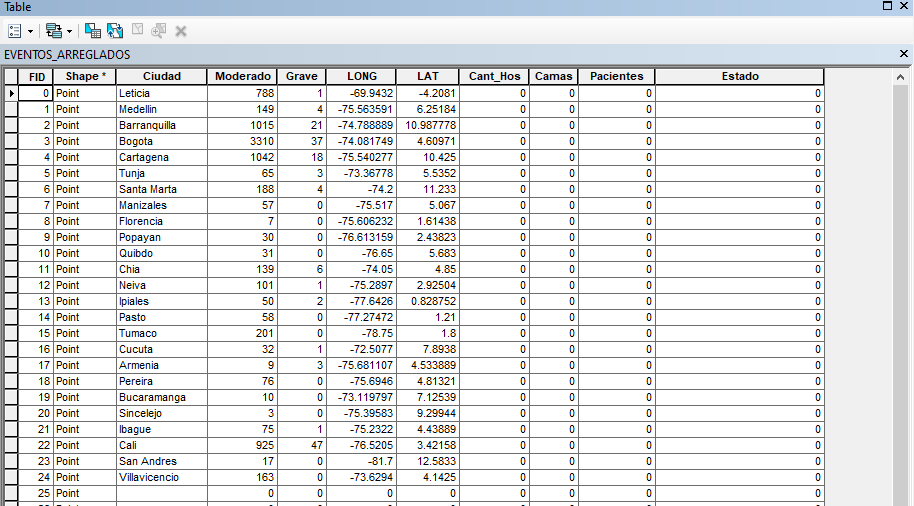 Table
EVENTOS_ARREGLADOS
FID Shape * Ciudad Moderado Grave LONG LAT Cant_Hos Camas Pacientes Estado
0 Point Leticia 788 1 -69.9432 -4.2081 0 0 0 0
1 Point Medellin 149 4 -75.563591 6.25184 0 0 0 0
2 Point Barranquilla 1015 21 -74.788889 10.987778 0 0 0 0
3 Point Bogota 3310 37 -74.081749 4.60971 0 0 0 0
4 Point Cartagena 1042 18 -75.540277 10.425 0 0 0 0
5 Point Tunja 65 3 -73.36778 5.5352 0 0 0 0
6 Point Santa Marta 188 4 -74.2 11.233 0 0 0 0
7 Point Manizales 57 0 -75.517 5.067 0 0 0 0
8 Point Florencia 7 0 -75.606232 1.61438 0 0 0 0
9 Point Popayan 30 0 -76.613159 2.43823 0 0 0 0
10 Point Quibdo 31 0 -76.65 5.683 0 0 0 0
11 Point Chia 139 6 -74.05 4.85 0 0 0 0
12 Point Neiva 101 1 -75.2897 2.92504 0 0 0 0
13 Point Ipiales 50 2 -77.6426 0.828752 0 0 0 0
14 Point Pasto 58 0 -77.27472 1.21 0 0 0 0
15 Point Tumaco 201 0 -78.75 1.8 0 0 0 0
16 Point Cucuta 32 1 -72.5077 7.8938 0 0 0 0
17 Point Armenia 9 3 -75.681107 4.533889 0 0 0 0
18 Point Pereira 76 0 -75.6946 4.81321 0 0 0 0
19 Point Bucaramanga 10 0 -73.119797 7.12539 0 0 0 0
20 Point Sincelejo 3 0 -75.39583 9.29944 0 0 0 0
21 Point Ibague 75 1 -75.2322 4.43889 0 0 0 0
22 Point Cali 925 47 -76.5205 3.42158 0 0 0 0
23 Point San Andres 17 0 -81.7 12.5833 0 0 0 0
24 Point Villavicencio 163 0 -73.6294 4.1425 0 0 0 0
25 Point 0 0 0 0 0 0 0 0